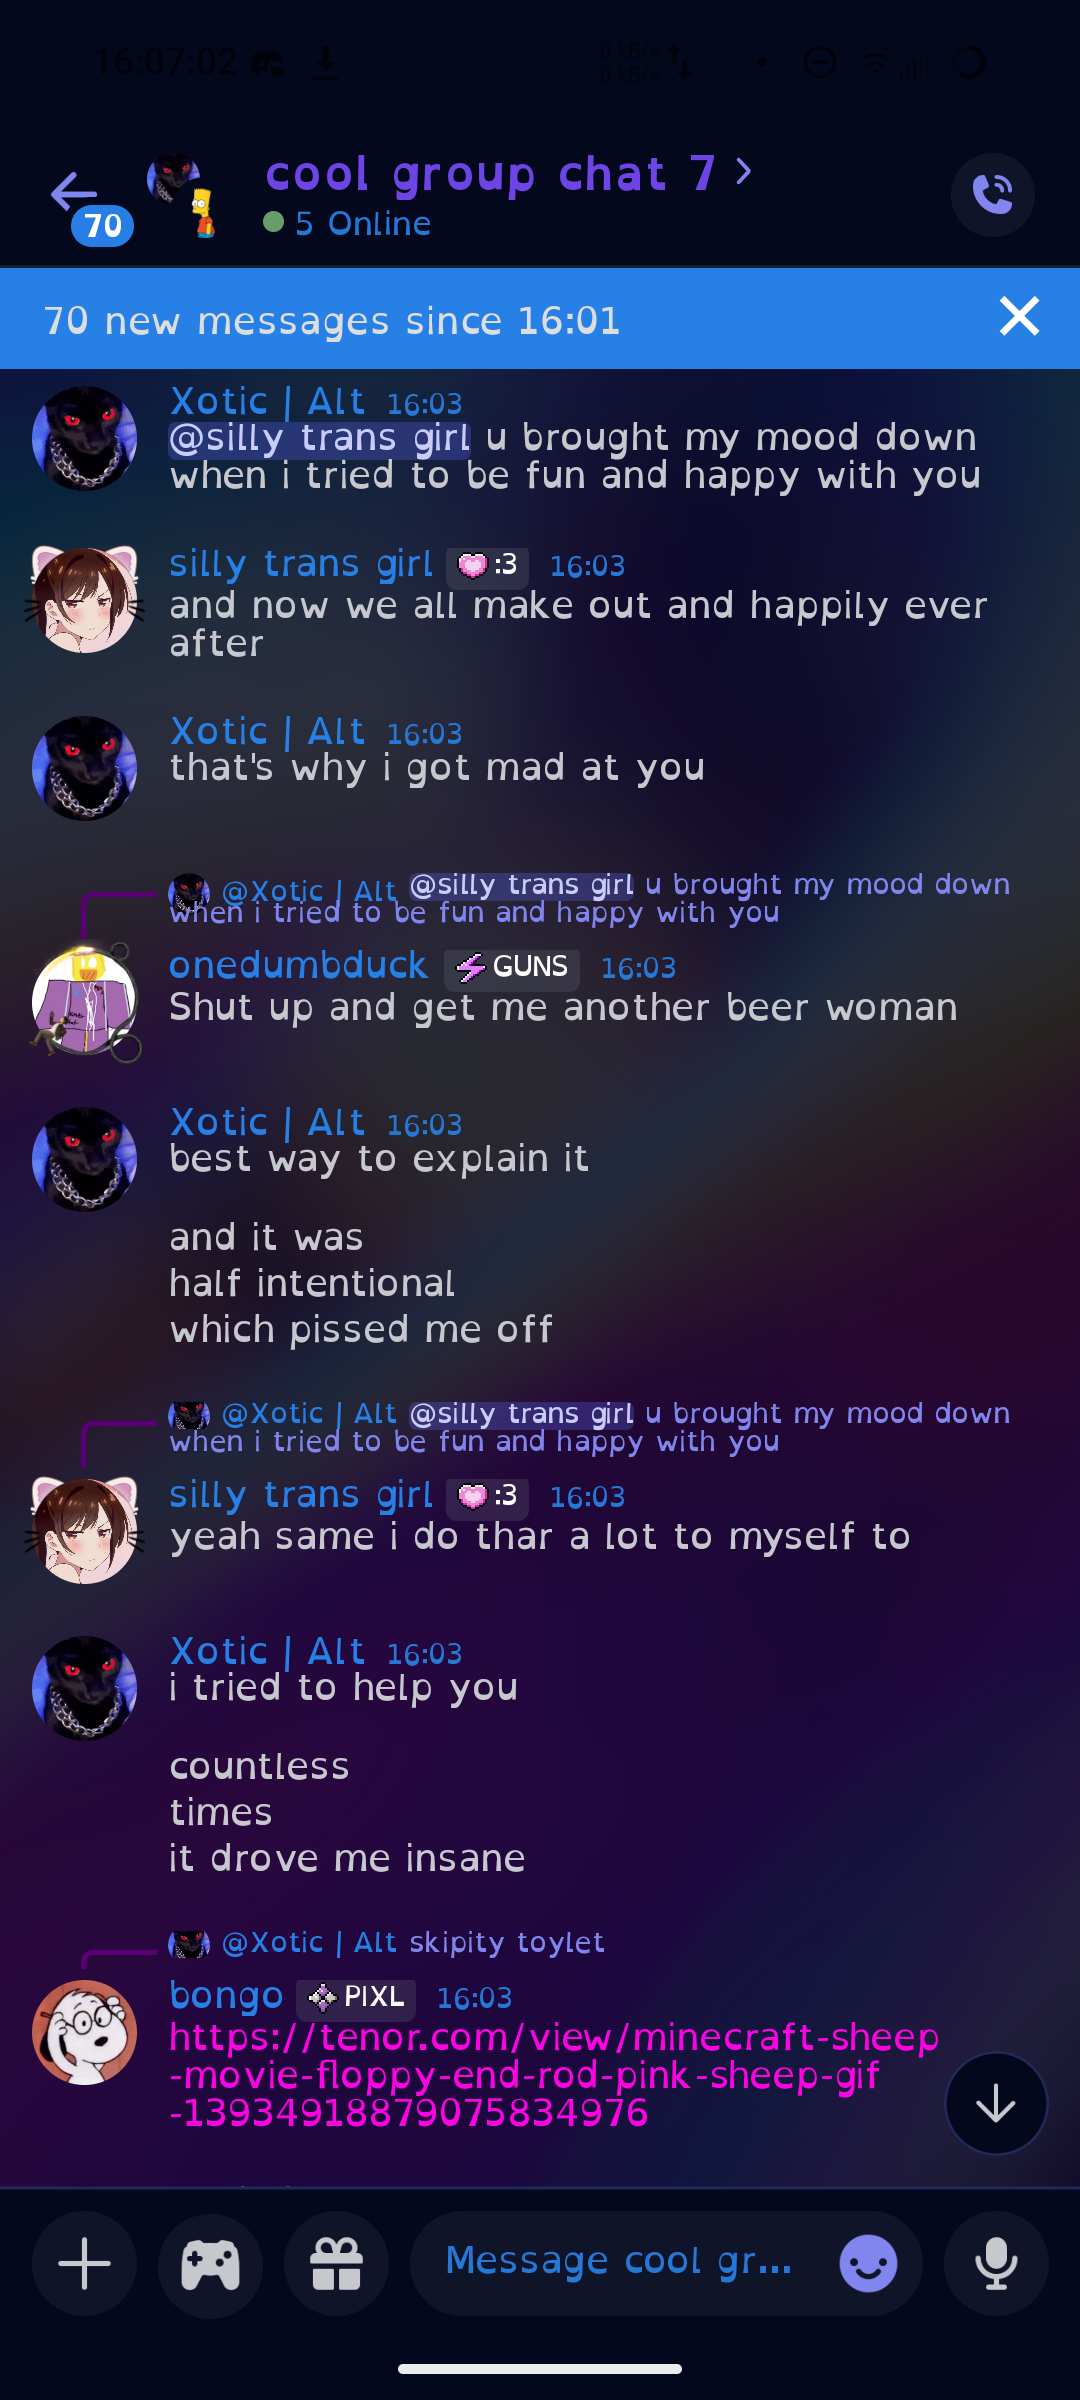 16:07:02
0 kB/s
0 kB/s
cool group chat 7
70
5 Online
70 new messages since 16:01
Xotic | Alt 16:03
@silly trans girl u brought my mood down
when i tried to be fun and happy with you
silly trans girl :3 16:03
and now we all make out and happily ever
after
Xotic | Alt 16:03
that's why i got mad at you
@Xotic | Alt @silly trans girl u brought my mood down
when i tried to be fun and happy with you
onedumbduck GUNS 16:03
Shut up and get me another beer woman
Xotic | Alt 16:03
best way to explain it
and it was
half intentional
which pissed me off
@Xotic | Alt @silly trans girl u brought my mood down
when i tried to be fun and happy with you
silly trans girl :3 16:03
yeah same i do thar a lot to myself to
Xotic | Alt 16:03
i tried to help you
countless
times
it drove me insane
@Xotic | Alt skipity toylet
bongo PIXL 16:03
https://tenor.com/view/minecraft-sheep
-movie-floppy-end-rod-pink-sheep-gif
-13934918879075834976
Message cool gr...